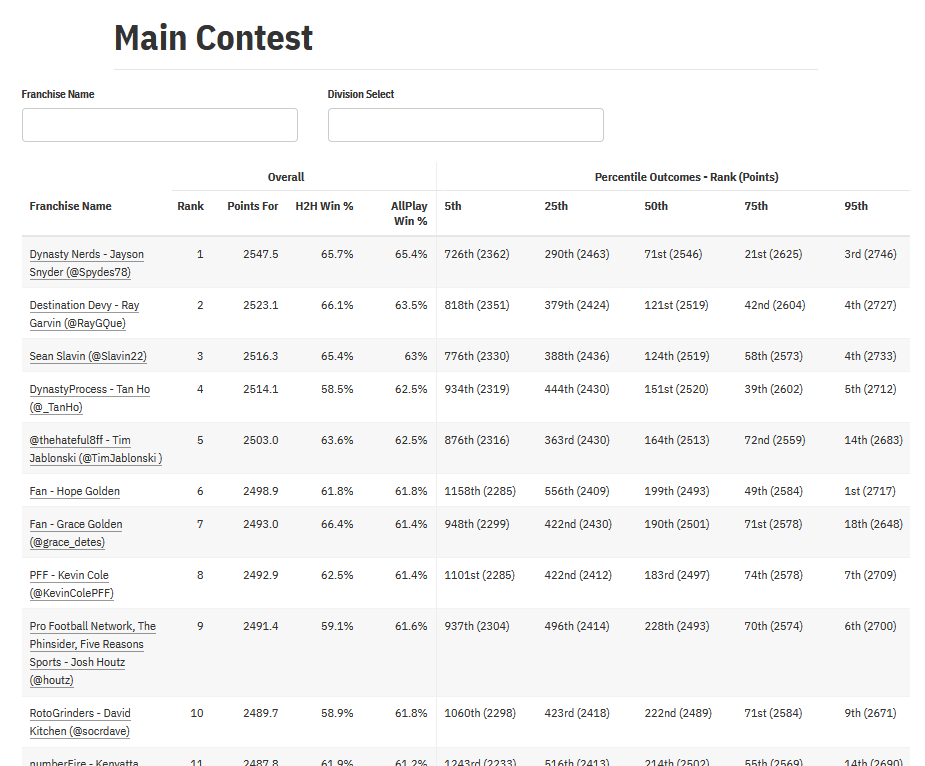 Main Contest
Franchise Name
Division Select
Overall
Percentile Outcomes - Rank (Points)
Franchise Name Rank Points For H2H Win % AllPlay Win % 5th 25th 50th 75th 95th
Dynasty Nerds - Jayson
Snyder (@Spydes78) 1 2547.5 65.7% 65.4% 726th (2362) 290th (2463) 71st (2546) 21st (2625) 3rd (2746)
Destination Devy - Ray
Garvin (@RayGQue) 2 2523.1 66.1% 63.5% 818th (2351) 379th (2424) 121st (2519) 42nd (2604) 4th (2727)
Sean Slavin (@Slavin22) 3 2516.3 65.4% 63% 776th (2330) 388th (2436) 124th (2519) 58th (2573) 4th (2733)
DynastyProcess - Tan Ho
(@_TanHo) 4 2514.1 58.5% 62.5% 934th (2319) 444th (2430) 151st (2520) 39th (2602) 5th (2712)
@thehateful8ff - Tim
Jablonski (@TimJablonski ) 5 2503.0 63.6% 62.5% 876th (2316) 363rd (2430) 164th (2513) 72nd (2559) 14th (2683)
Fan - Hope Golden 6 2498.9 61.8% 61.8% 1158th (2285) 556th (2409) 199th (2493) 49th (2584) 1st (2717)
Fan - Grace Golden
(@grace_detes) 7 2493.0 66.4% 61.4% 948th (2299) 422nd (2430) 190th (2501) 71st (2578) 18th (2648)
PFF - Kevin Cole
(@KevinColePFF) 8 2492.9 62.5% 61.4% 1101st (2285) 422nd (2412) 183rd (2497) 74th (2578) 7th (2709)
Pro Football Network, The
Phinsider, Five Reasons
Sports - Josh Houtz
(@houtz) 9 2491.4 59.1% 61.6% 937th (2304) 496th (2414) 228th (2493) 70th (2574) 6th (2700)
RotoGrinders - David
Kitchen (@socrdave) 10 2489.7 58.9% 61.8% 1060th (2298) 423rd (2418) 222nd (2489) 71st (2584) 9th (2671)
numberFire - Kenyatta 11 2487.8 61.9% 61.2% 1243rd (2233) 516th (2413) 214th (2502) 55th (2569) 14th (2690)